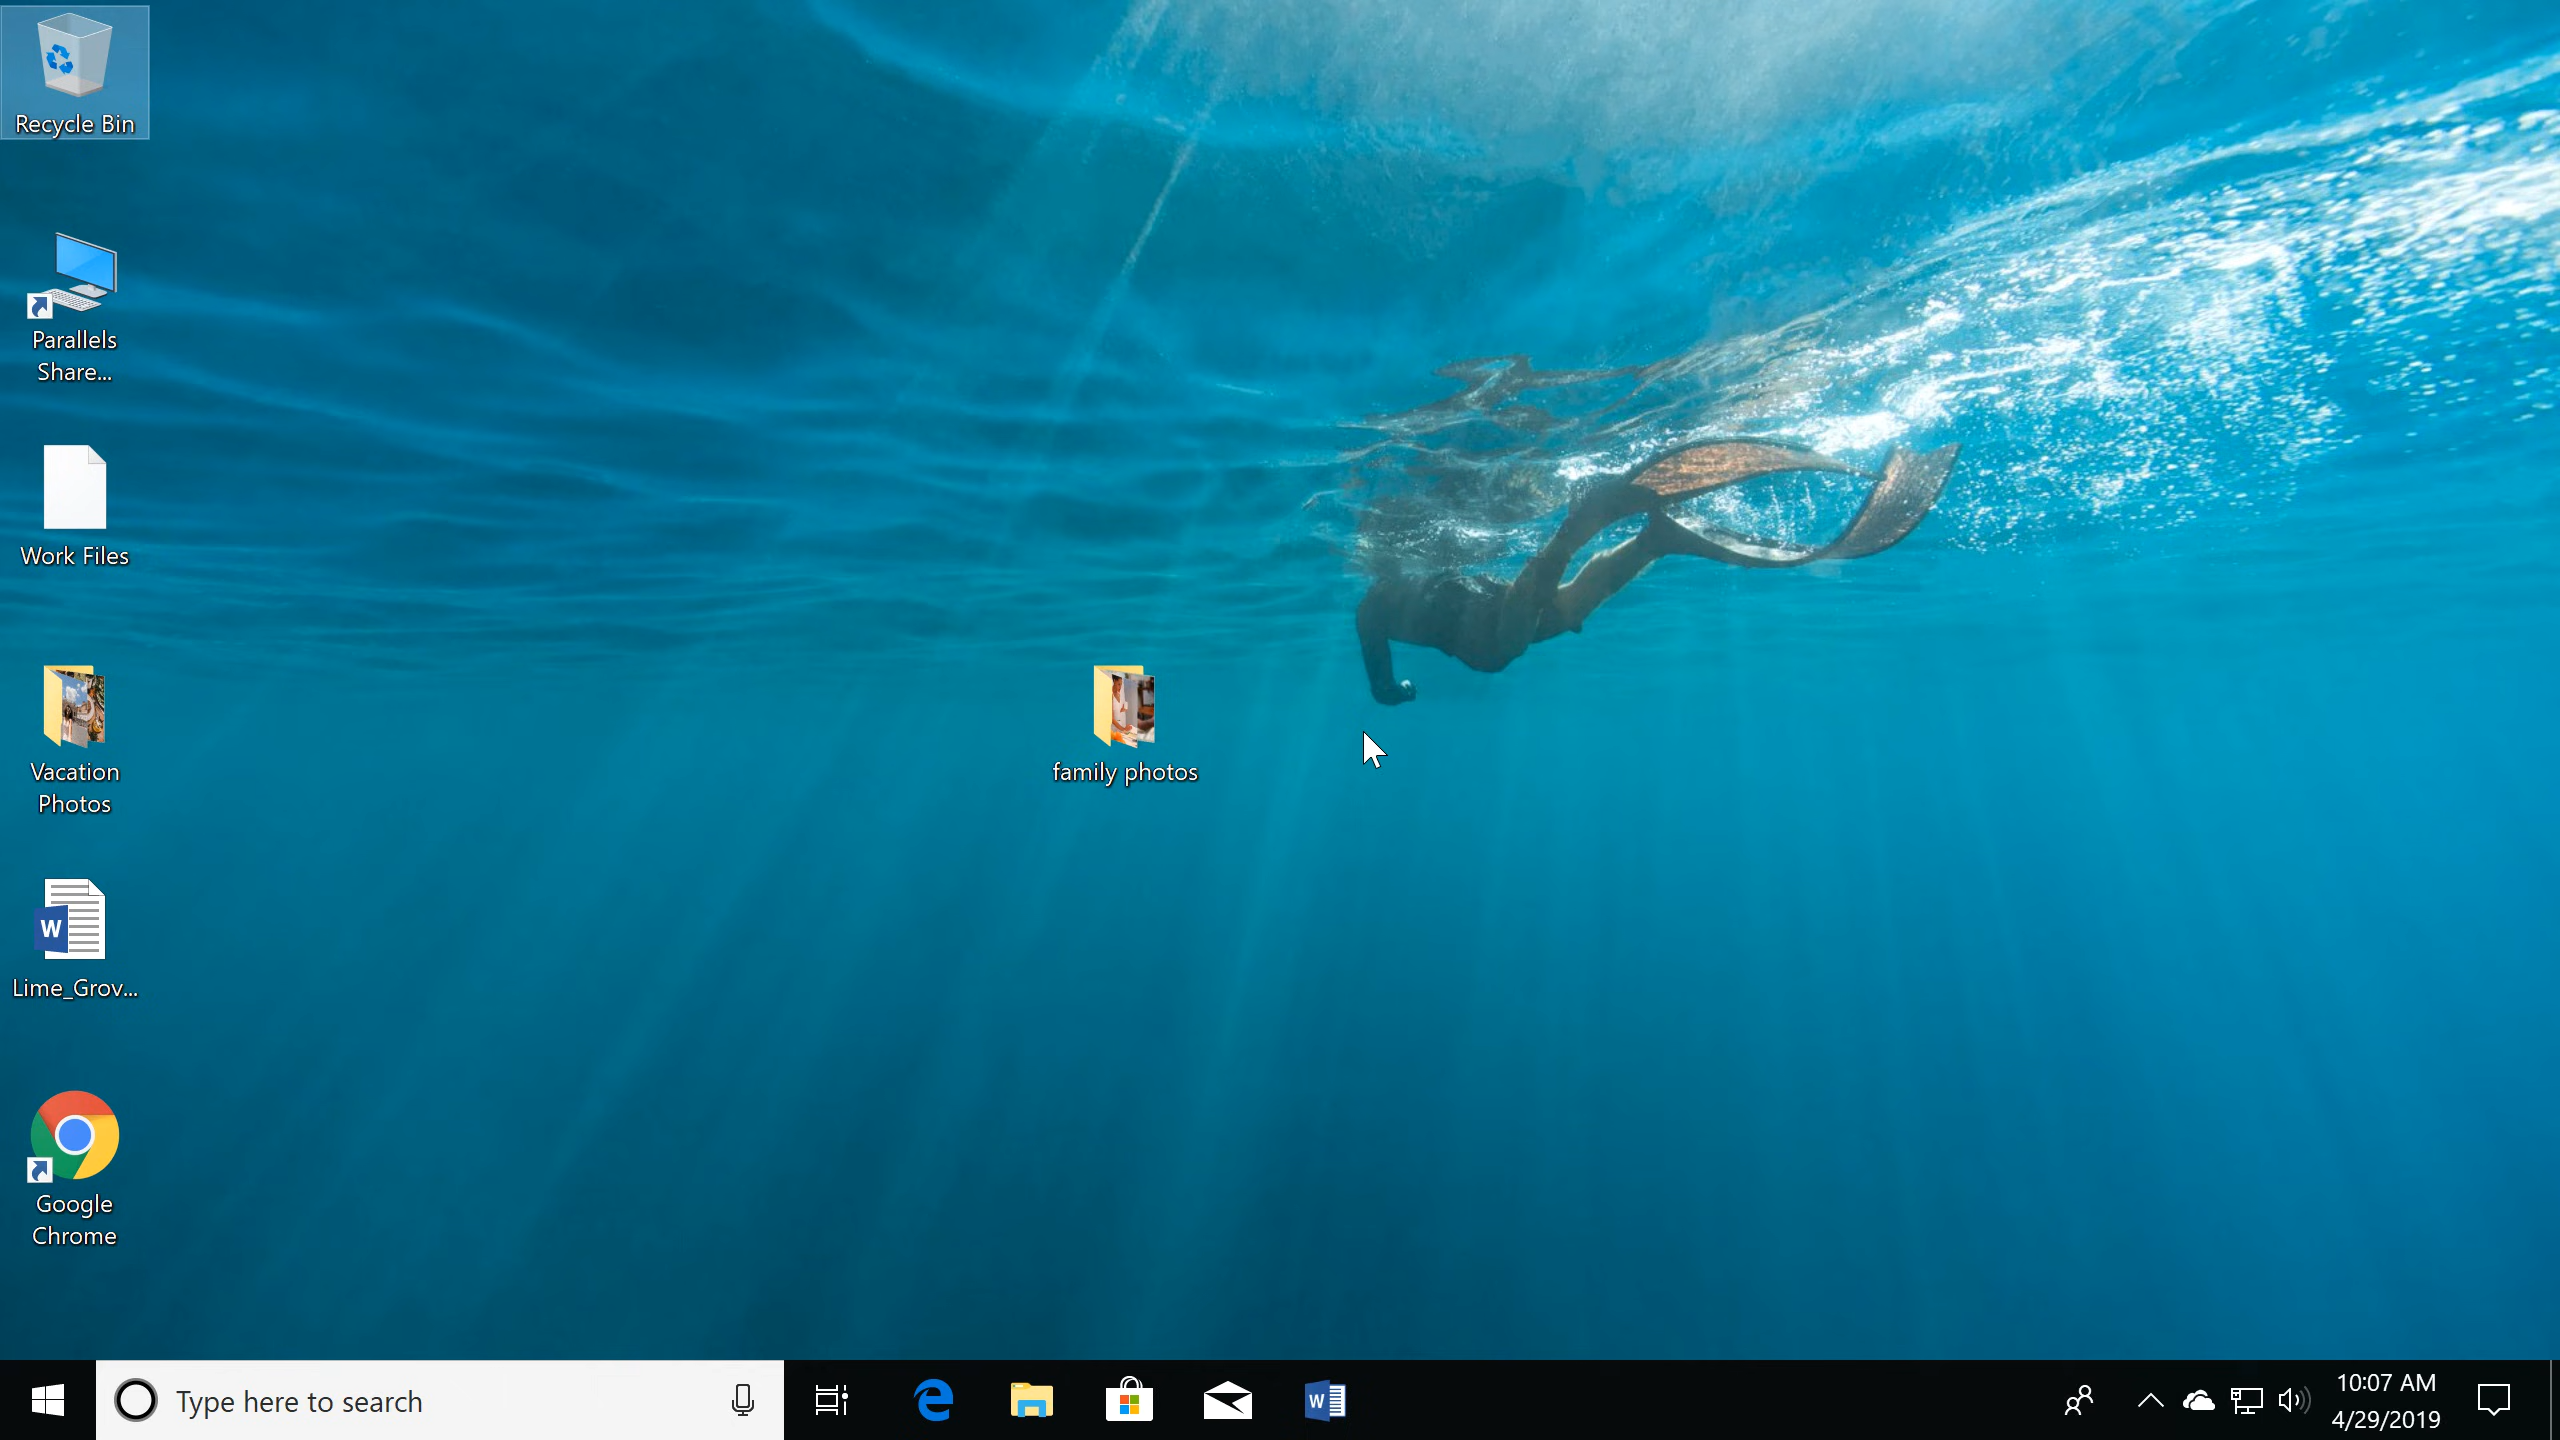 Recycle Bin
Parallels
Share...
Work Files
Vacation
Photos
family photos
W
Lime_Grov...
Google
Chrome
Type here to search
W
10:07 AM
4/29/2019